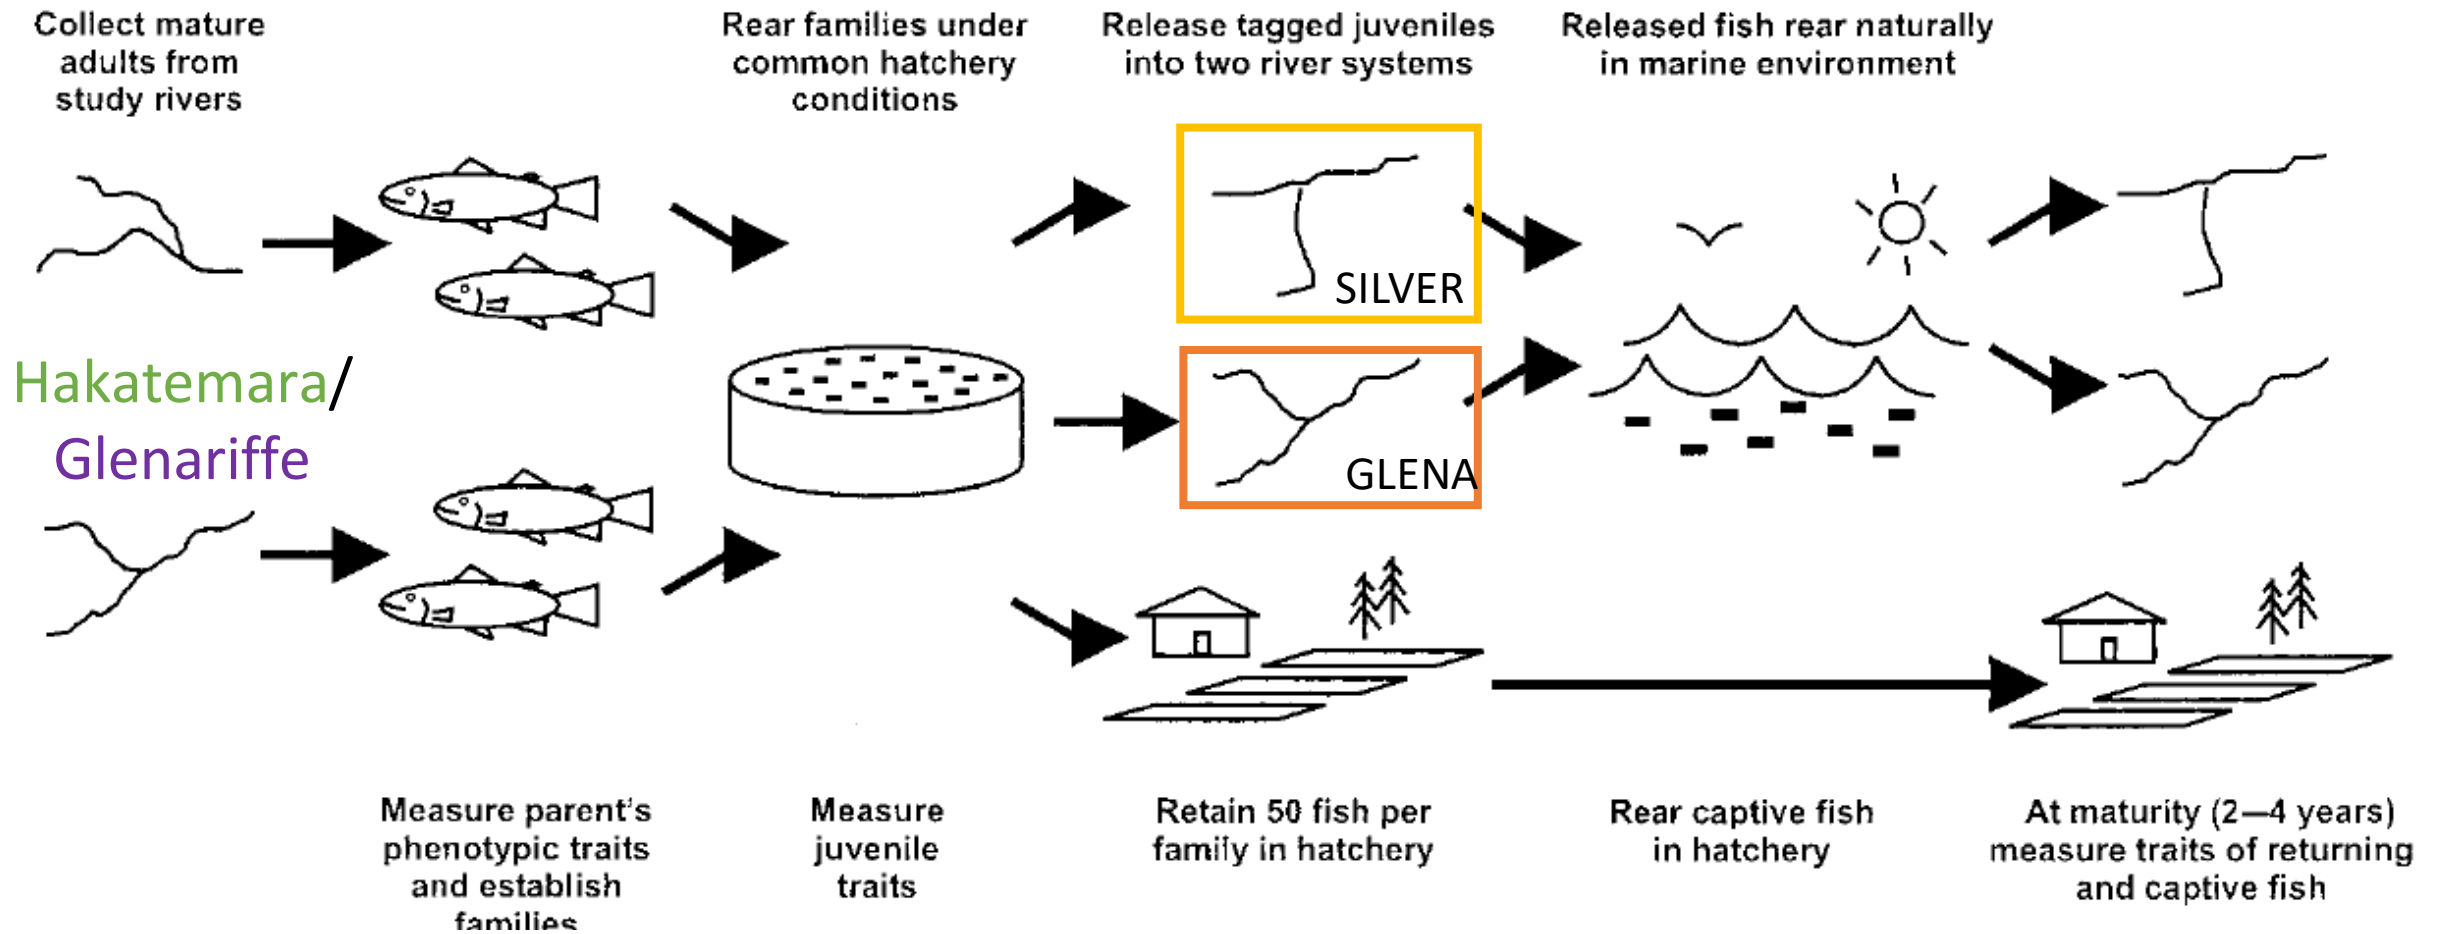 Collect mature
adults from
study rivers
Rear families under
common hatchery
conditions
Release tagged juveniles
into two river systems
Released fish rear naturally
in marine environment
SILVER
Hakatemara/
Glenariffe
GLENA
Measure parent's
phenotypic traits
and establish
families
Measure
juvenile
traits
Retain 50 fish per
family in hatchery
Rear captive fish
in hatchery
At maturity (2—4 years)
measure traits of returning
and captive fish